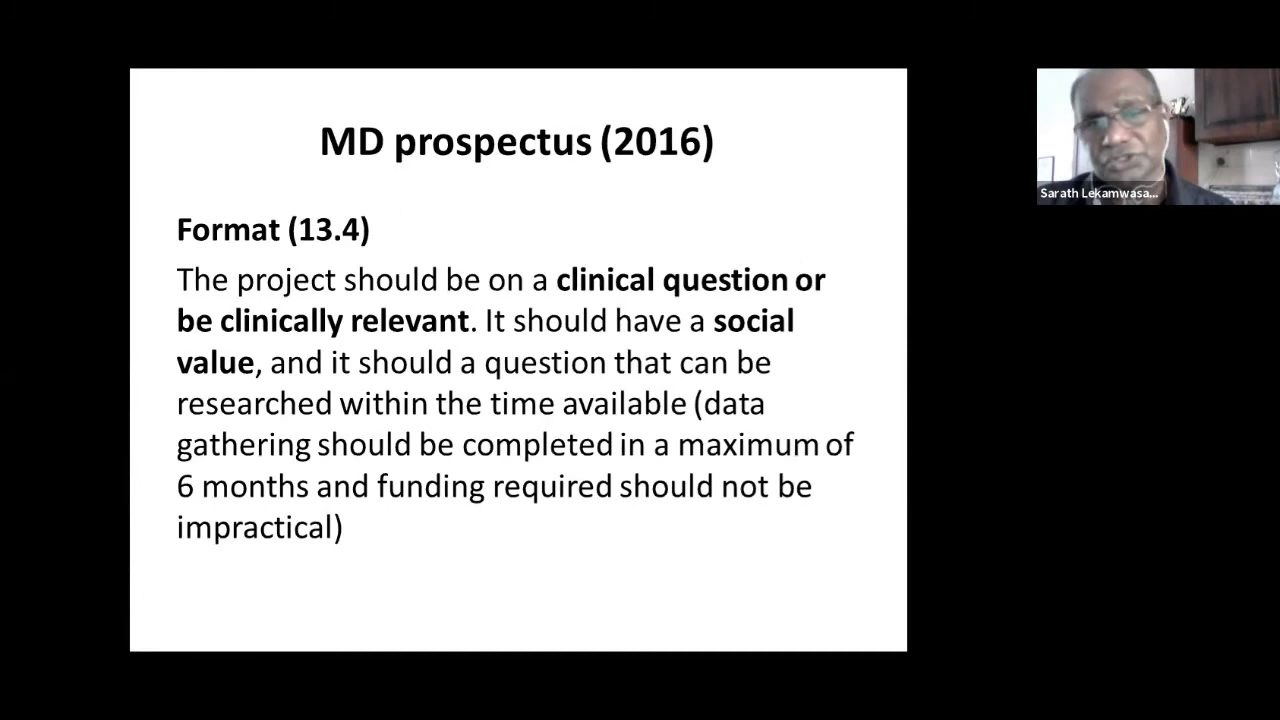 MD prospectus (2016)
Format (13.4)
The project should be on a clinical question or
be clinically relevant. It should have a social
value, and it should a question that can be
researched within the time available (data
gathering should be completed in a maximum of
6 months and funding required should not be
impractical)
Sarath Lekamwasa...